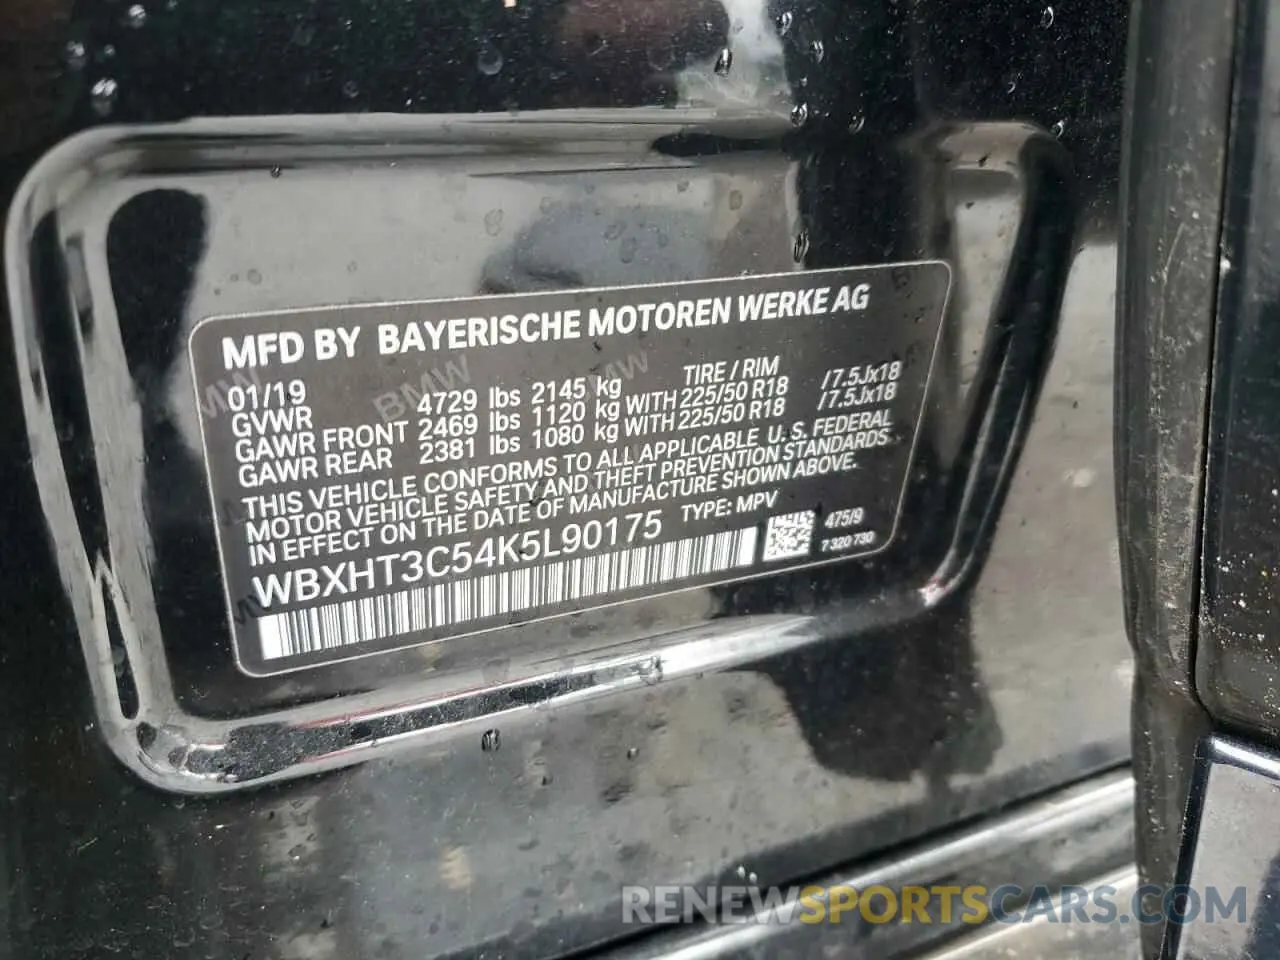 MFD BY BAYERISCHE MOTOREN WERKE AG
01/19 TIRE / RIM
GVWR 4729 lbs 2145 kg
GAWR FRONT 2469 lbs 1120 kg WITH 225/50 R18 /7.5Jx18
GAWR REAR 2381 lbs 1080 kg WITH 225/50 R18 /7.5Jx18
THIS VEHICLE CONFORMS TO ALL APPLICABLE U.S. FEDERAL
MOTOR VEHICLE SAFETY AND THEFT PREVENTION STANDARDS
IN EFFECT ON THE DATE OF MANUFACTURE SHOWN ABOVE.
WBXHT3C54K5L90175 TYPE: MPV
475/9
7 320 730
BMW BMW
RENEWSPORTSCARS.COM